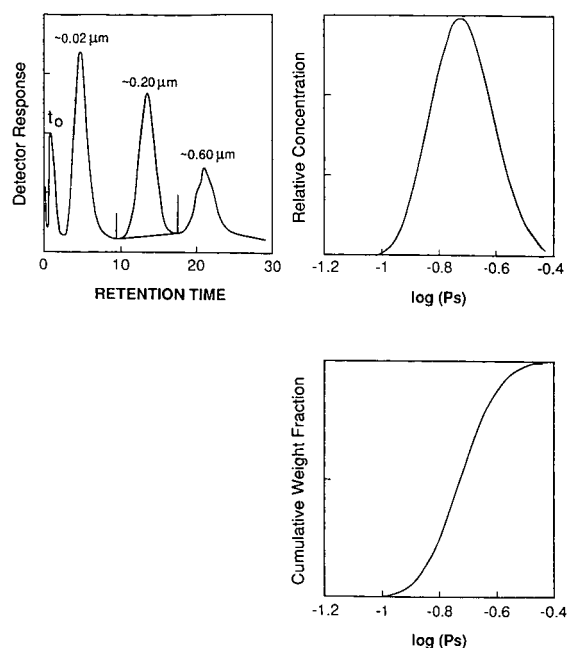 ~0.02 µm
~0.20 µm
~0.60 µm
to
Detector Response
0 10 20 30
RETENTION TIME
Relative Concentration
-1.2 -1 -0.8 -0.6 -0.4
log (Ps)
Cumulative Weight Fraction
-1.2 -1 -0.8 -0.6 -0.4
log (Ps)